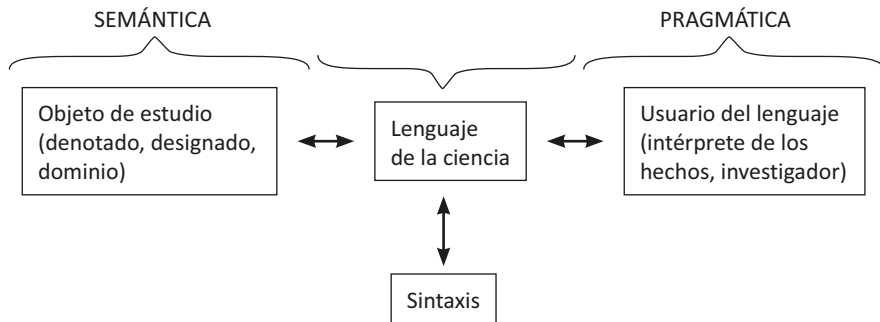 SEMÁNTICA
PRAGMÁTICA
Objeto de estudio
(denotado, designado,
dominio)
Lenguaje
de la ciencia
Usuario del lenguaje
(intérprete de los
hechos, investigador)
Sintaxis